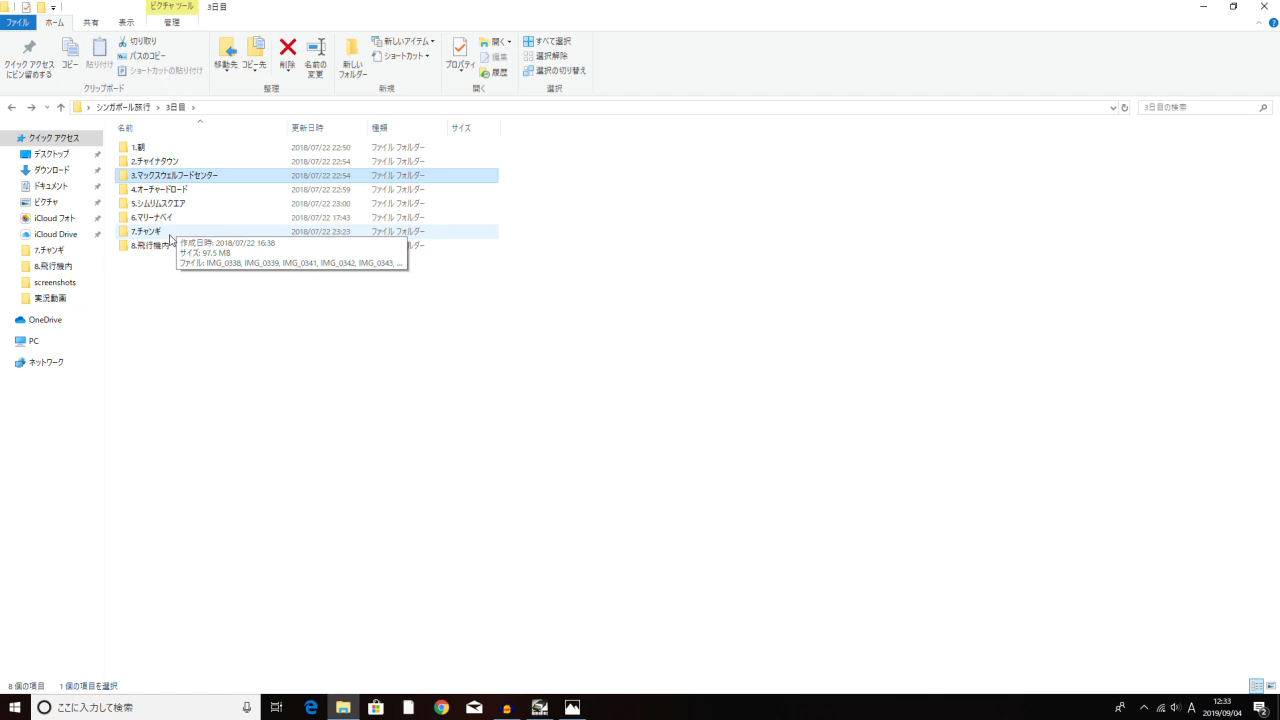 ピクチャ ツール 3日目
ファイル ホーム 共有 表示 管理
クイック アクセス
にピン留めする
コピー
貼り付け
切り取り
パスのコピー
ショートカットの貼り付け
クリップボード
移動先
コピー先
削除
名前の
変更
整理
新しい
フォルダー
新しいアイテム
ショートカット
新規
プロパティ
開く
編集
履歴
開く
すべて選択
選択解除
選択の切り替え
選択
シンガポール旅行 3日目 3日目の検索
名前 更新日時 種類 サイズ
1.朝 2018/07/22 22:50 ファイル フォルダー
2.チャイナタウン 2018/07/22 22:54 ファイル フォルダー
3.マックスウェルフードセンター 2018/07/22 22:54 ファイル フォルダー
4.オーチャードロード 2018/07/22 22:59 ファイル フォルダー
5.シムリムスクエア 2018/07/22 23:00 ファイル フォルダー
6.マリーナベイ 2018/07/22 17:43 ファイル フォルダー
7.チャンギ 2018/07/22 23:23 ファイル フォルダー
8.飛行機内 ルダー
作成日時: 2018/07/22 16:38
サイズ: 97.5 MB
ファイル: IMG_0338, IMG_0339, IMG_0341, IMG_0342, IMG_0343, ...
クイック アクセス
デスクトップ
ダウンロード
ドキュメント
ピクチャ
iCloud フォト
iCloud Drive
7.チャンギ
8.飛行機内
screenshots
実況動画
OneDrive
PC
ネットワーク
8 個の項目 1 個の項目を選択
ここに入力して検索
A
12:33
2019/09/04
2